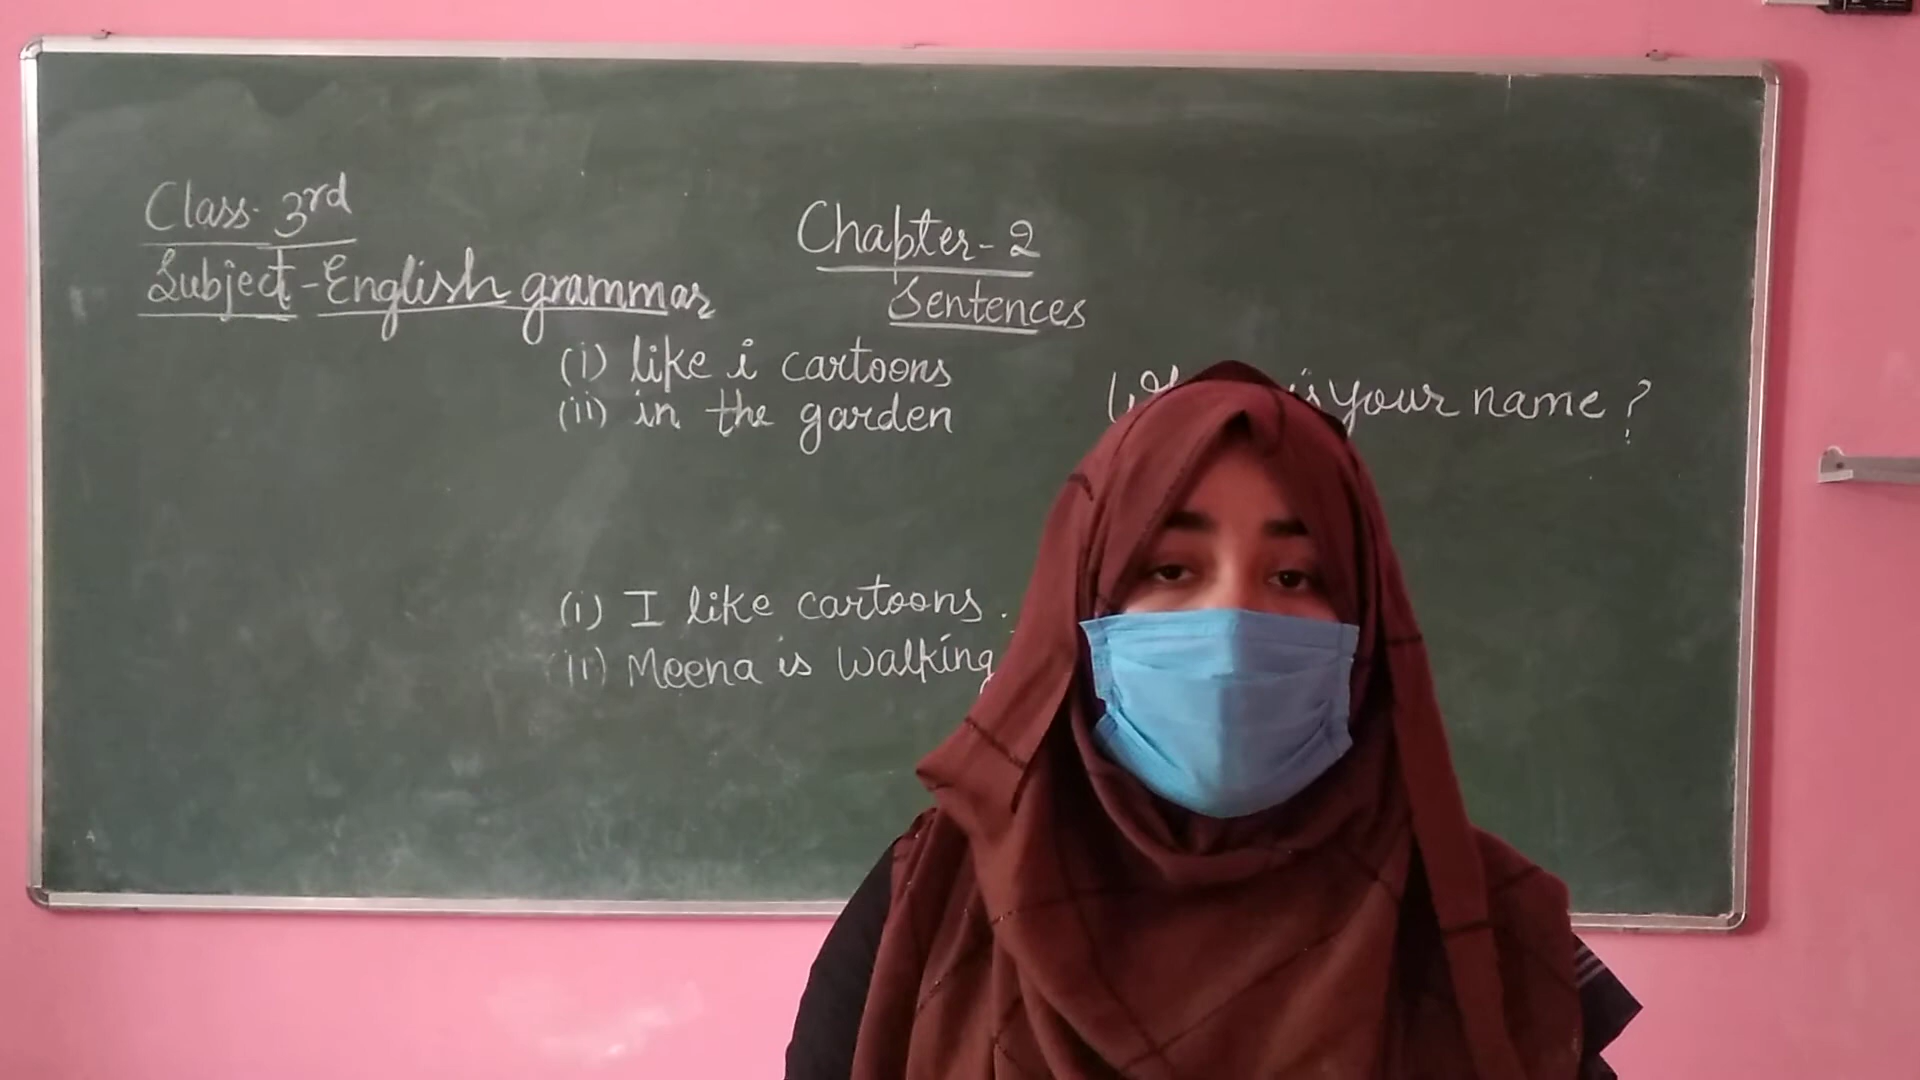 Class- 3rd
Subject - English grammar
Chapter - 2
Sentences
(i) like i cartoons
(ii) in the garden
is your name ?
(i) I like cartoons.
(ii) Meena is walking